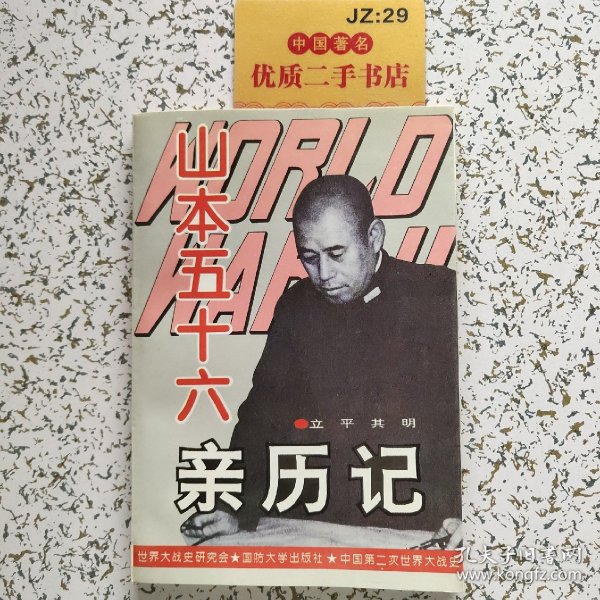 JZ:29
中国著名
优质二手书店
WORLD
WAR II
山本五十六
立平其明
亲历记
世界大战史研究会★国防大学出版社★中国第二次世界大战史
孔夫子旧书网
www.kongfz.com